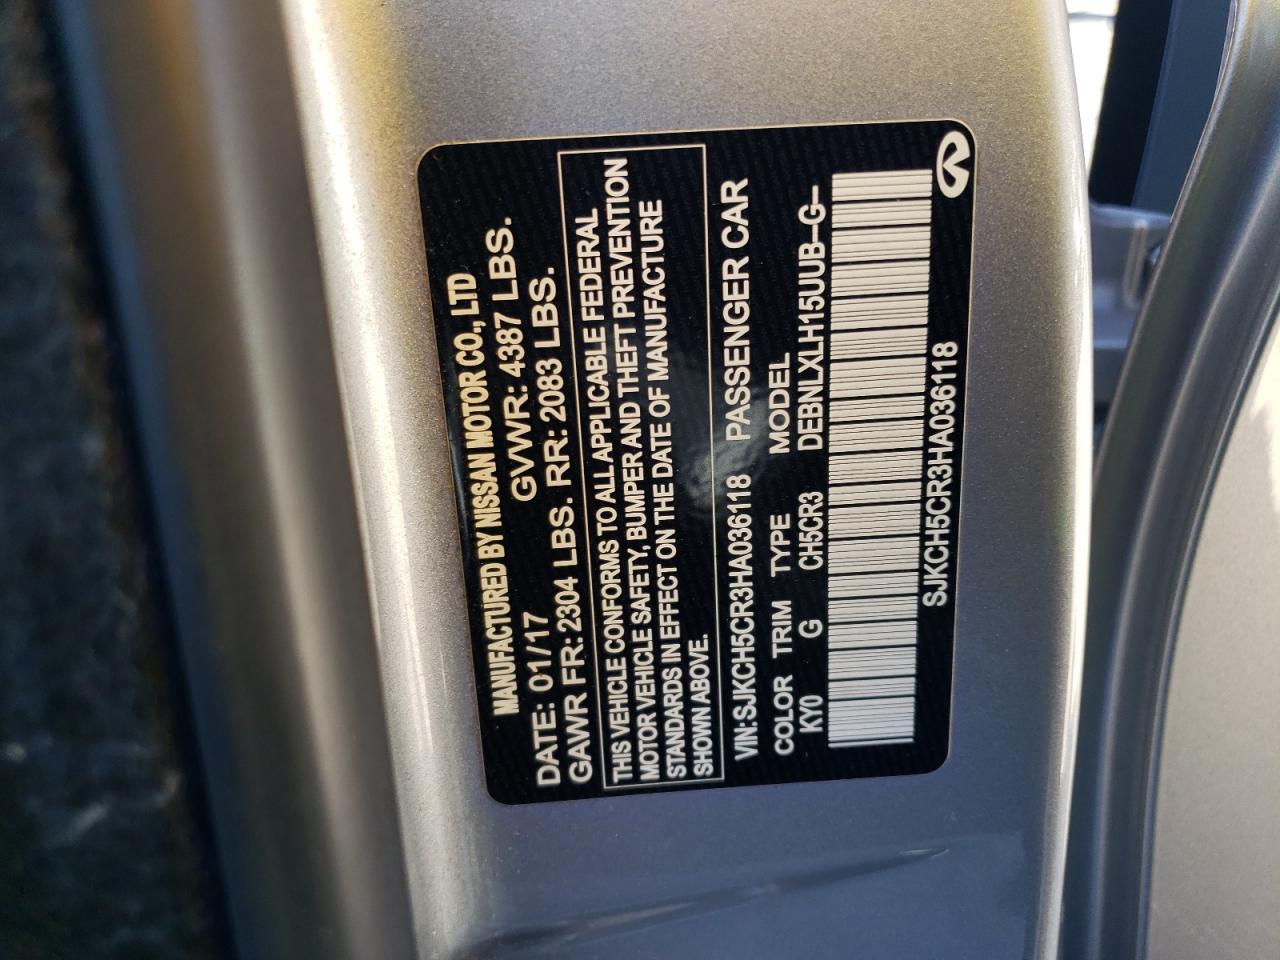 MANUFACTURED BY NISSAN MOTOR CO., LTD
DATE: 01/17 GVWR: 4387 LBS.
GAWR FR: 2304 LBS. RR: 2083 LBS.
THIS VEHICLE CONFORMS TO ALL APPLICABLE FEDERAL
MOTOR VEHICLE SAFETY, BUMPER AND THEFT PREVENTION
STANDARDS IN EFFECT ON THE DATE OF MANUFACTURE
SHOWN ABOVE.
VIN: SJKCH5CR3HA036118 PASSENGER CAR
COLOR TRIM TYPE MODEL
KY0 G CH5CR3 DEBNLXLH15UUB-G-
SJKCH5CR3HA036118